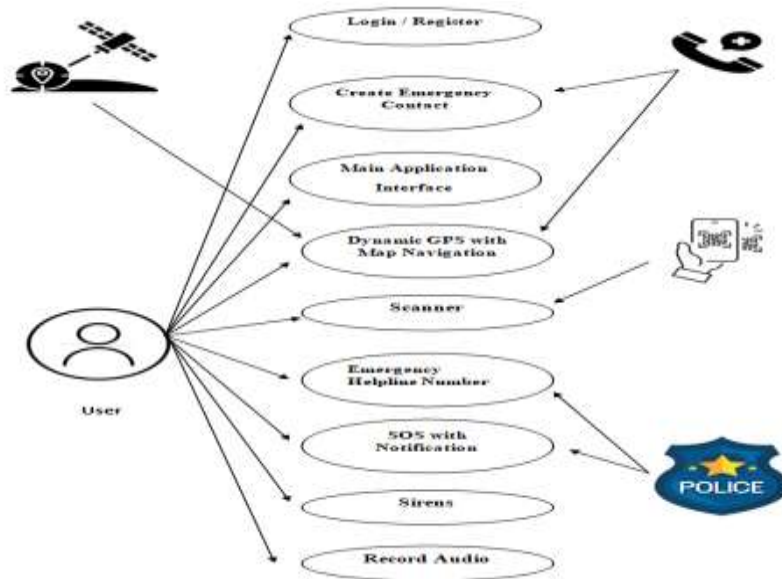 Login / Register
Create Emergency
Contact
Main Application
Interface
Dynamic GPS with
Map Navigation
Scanner
Emergency
Helpline Number
User
SOS with
Notification
POLICE
Sirens
Record Audio